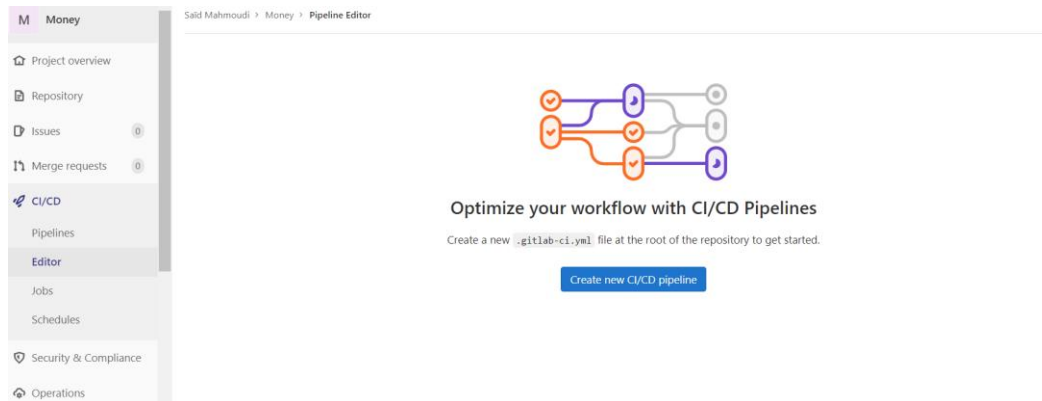 M Money
Project overview
Repository
Issues 0
Merge requests 0
CI/CD
Pipelines
Editor
Jobs
Schedules
Security & Compliance
Operations
Saïd Mahmoudi > Money > Pipeline Editor
Optimize your workflow with CI/CD Pipelines
Create a new .gitlab-ci.yml file at the root of the repository to get started.
Create new CI/CD pipeline